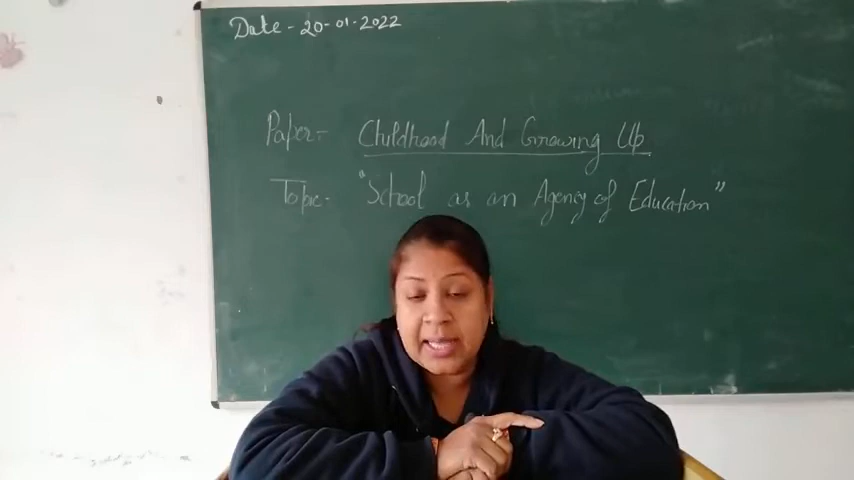 Date - 20-01-2022
Paper- Childhood And Growing Up
Topic- "School as an Agency of Education"